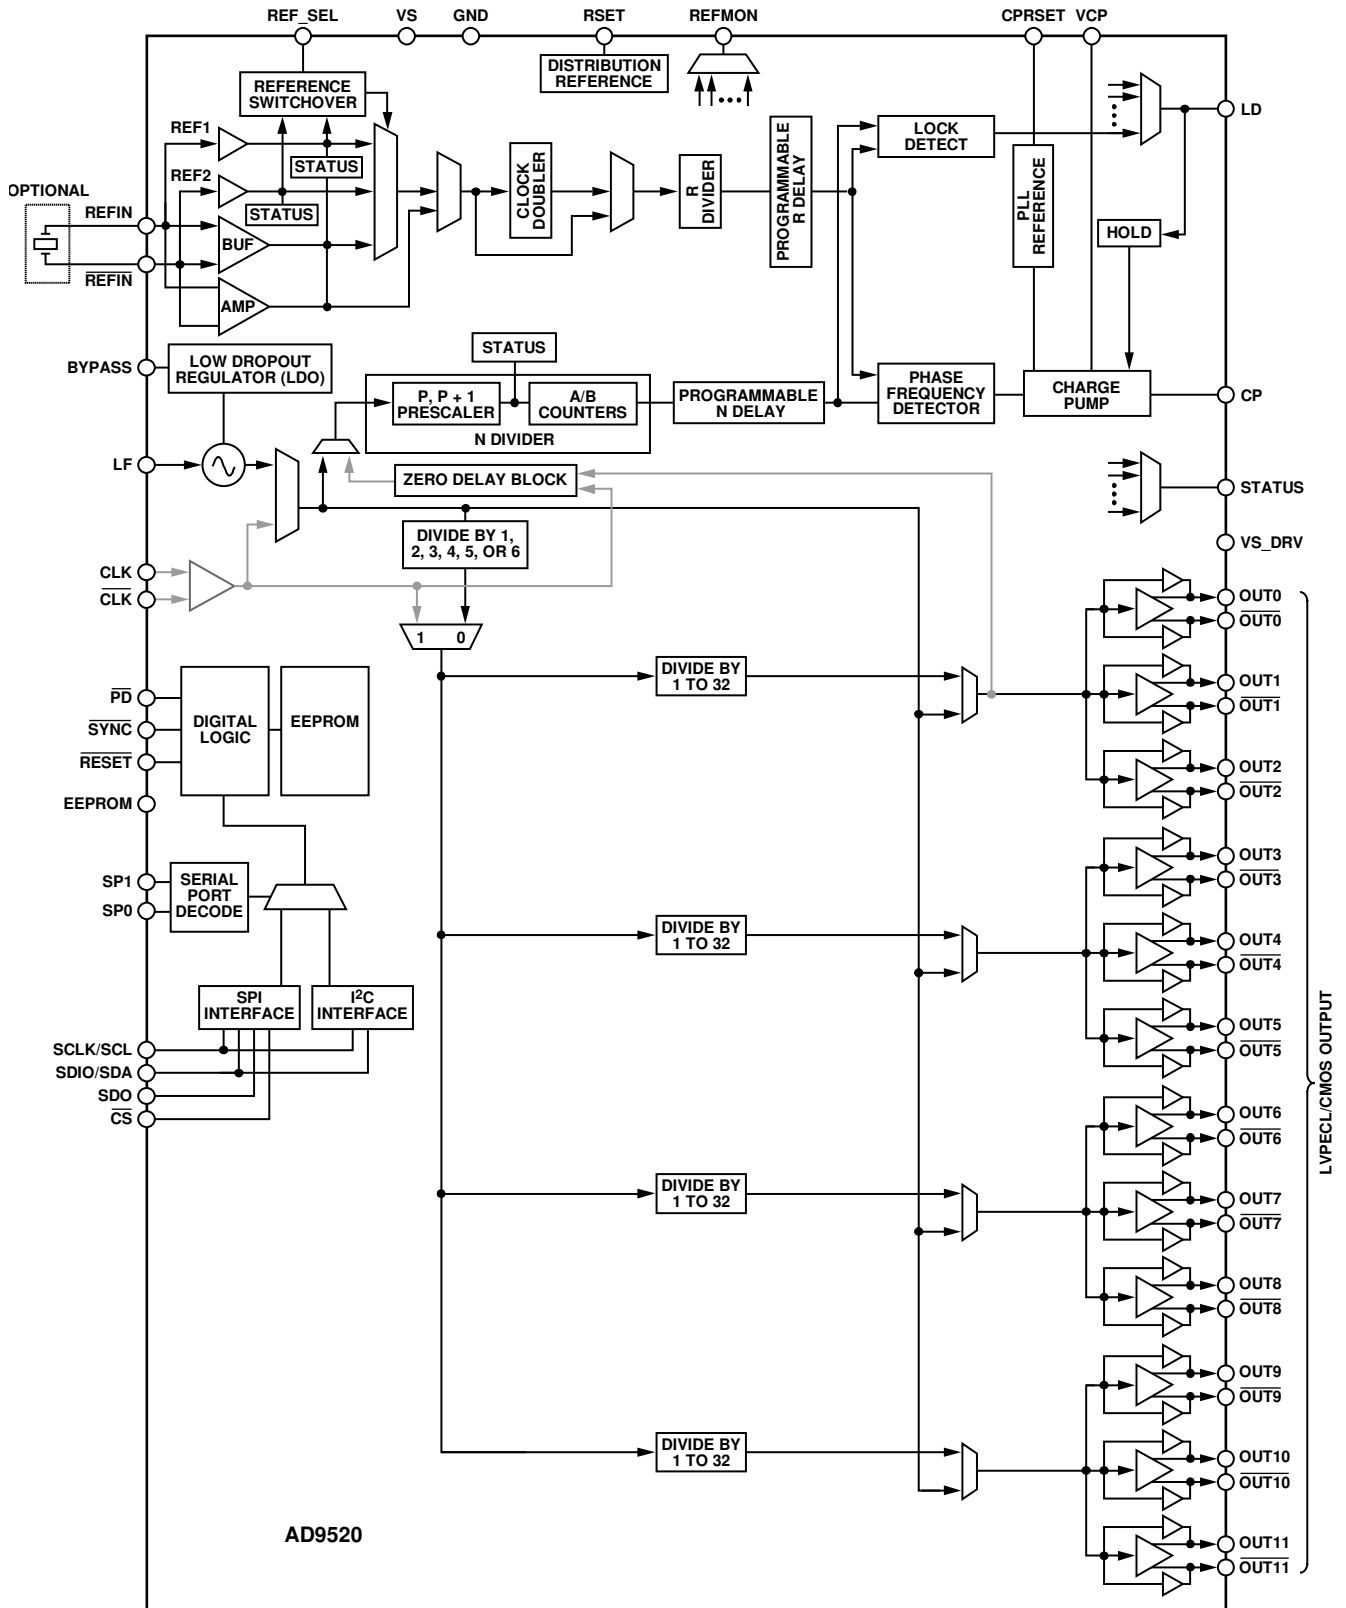 REF_SEL
VS
GND
RSET
REFMON
CPRSET
VCP
DISTRIBUTION
REFERENCE
REFERENCE
SWITCHOVER
REF1
REF2
STATUS
STATUS
OPTIONAL
REFIN
REFIN
BUF
AMP
CLOCK
DOUBLER
R
DIVIDER
PROGRAMMABLE
R DELAY
LOCK
DETECT
PLL
REFERENCE
LD
HOLD
BYPASS
LOW DROPOUT
REGULATOR (LDO)
STATUS
P, P + 1
PRESCALER
A/B
COUNTERS
N DIVIDER
PROGRAMMABLE
N DELAY
PHASE
FREQUENCY
DETECTOR
CHARGE
PUMP
CP
LF
ZERO DELAY BLOCK
STATUS
DIVIDE BY 1,
2, 3, 4, 5, OR 6
VS_DRV
CLK
CLK
1 0
OUT0
OUT0
DIVIDE BY
1 TO 32
OUT1
OUT1
OUT2
OUT2
PD
SYNC
RESET
EEPROM
DIGITAL
LOGIC
EEPROM
SP1
SP0
SERIAL
PORT
DECODE
OUT3
OUT3
DIVIDE BY
1 TO 32
OUT4
OUT4
OUT5
OUT5
SPI
INTERFACE
I²C
INTERFACE
SCLK/SCL
SDIO/SDA
SDO
CS
LVPECL/CMOS OUTPUT
OUT6
OUT6
DIVIDE BY
1 TO 32
OUT7
OUT7
OUT8
OUT8
OUT9
OUT9
DIVIDE BY
1 TO 32
OUT10
OUT10
OUT11
OUT11
AD9520